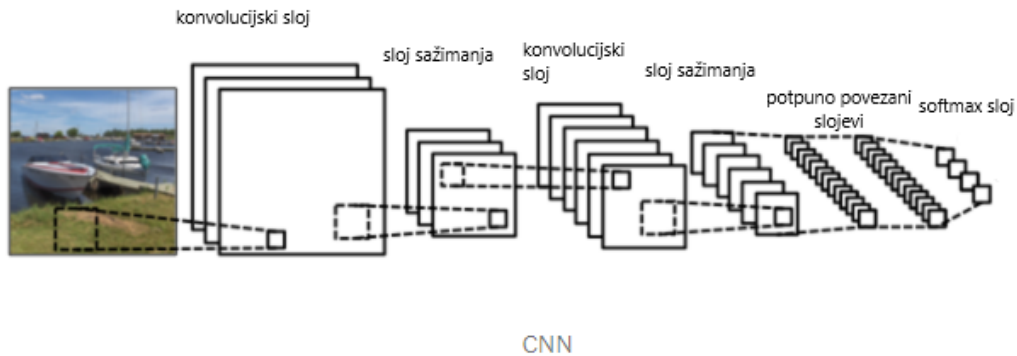 konvolucijski sloj
sloj sažimanja
konvolucijski
sloj
sloj sažimanja
potpuno povezani
slojevi
softmax sloj
CNN